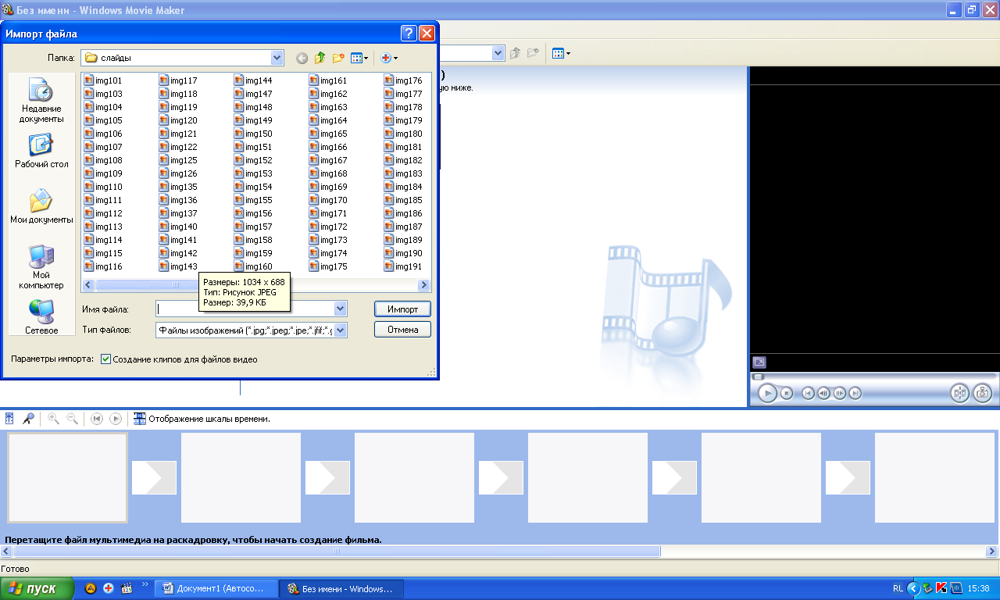 Без имени - Windows Movie Maker
Импорт файла
Папка: слайды
)
ую ниже.
Недавние документы
Рабочий стол
Мои документы
Мой компьютер
Сетевое
img101 img117 img144 img161 img176
img103 img118 img147 img162 img177
img104 img119 img148 img163 img178
img105 img120 img149 img164 img179
img106 img121 img150 img165 img180
img107 img122 img151 img166 img181
img108 img125 img152 img167 img182
img109 img126 img153 img168 img183
img110 img135 img154 img169 img184
img111 img136 img155 img170 img185
img112 img137 img156 img171 img186
img113 img140 img157 img172 img187
img114 img141 img158 img173 img189
img115 img142 img159 img174 img190
img116 img143 img160 img175 img191
Размеры: 1034 x 688
Тип: Рисунок JPEG
Размер: 39,9 КБ
Имя файла:
Импорт
Тип файлов: Файлы изображений (*.jpg;*.jpeg;*.jpe;*.jfif;*.g
Отмена
Параметры импорта: Создание клипов для файлов видео
Отображение шкалы времени.
Перетащите файл мультимедиа на раскадровку, чтобы начать создание фильма.
Готово
пуск
Документ1 (Автосо...
Без имени - Windows...
RL
15:38